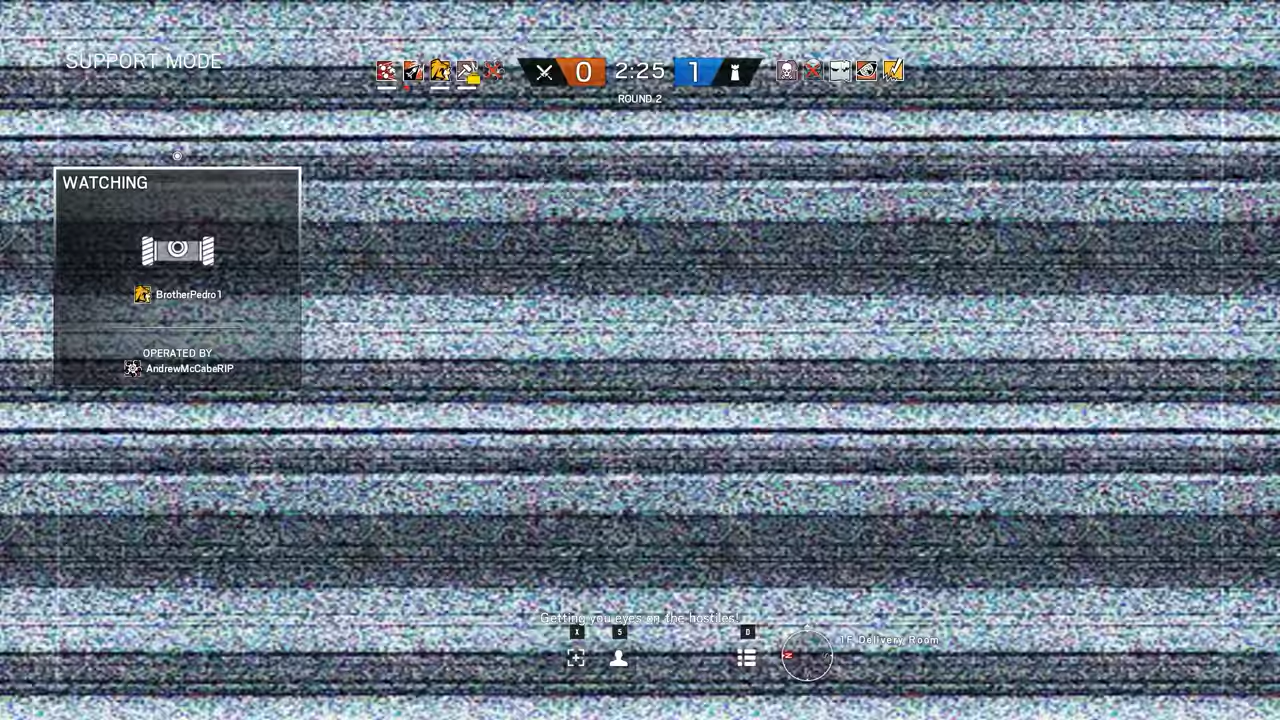 SUPPORT MODE
0 2:25 1
ROUND 2
WATCHING
BrotherPedro1
OPERATED BY
AndrewMcCabeRIP
Getting you eyes on the hostiles!
X 5 D
N
1F Delivery Room